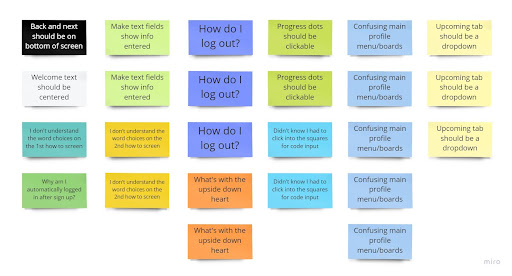 Back and next
should be on
bottom of screen
Make text fields
show info
entered
How do I
log out?
Progress dots
should be
clickable
Confusing main
profile
menu/boards
Upcoming tab
should be a
dropdown
Welcome text
should be
centered
Make text fields
show info
entered
How do I
log out?
Progress dots
should be
clickable
Confusing main
profile
menu/boards
Upcoming tab
should be a
dropdown
I don't understand
the word choices on
the 1st how to screen
I don't understand the
word choices on the
2nd how to screen
How do I
log out?
Didn't know I had to
click into the squares
for code input
Confusing main
profile
menu/boards
Upcoming tab
should be a
dropdown
Why am I
automatically logged
in after sign up?
I don't understand the
word choices on the
2nd how to screen
What's with the
upside down
heart
Didn't know I had to
click into the squares
for code input
Confusing main
profile
menu/boards
What's with the
upside down
heart
Confusing main
profile
menu/boards
miro